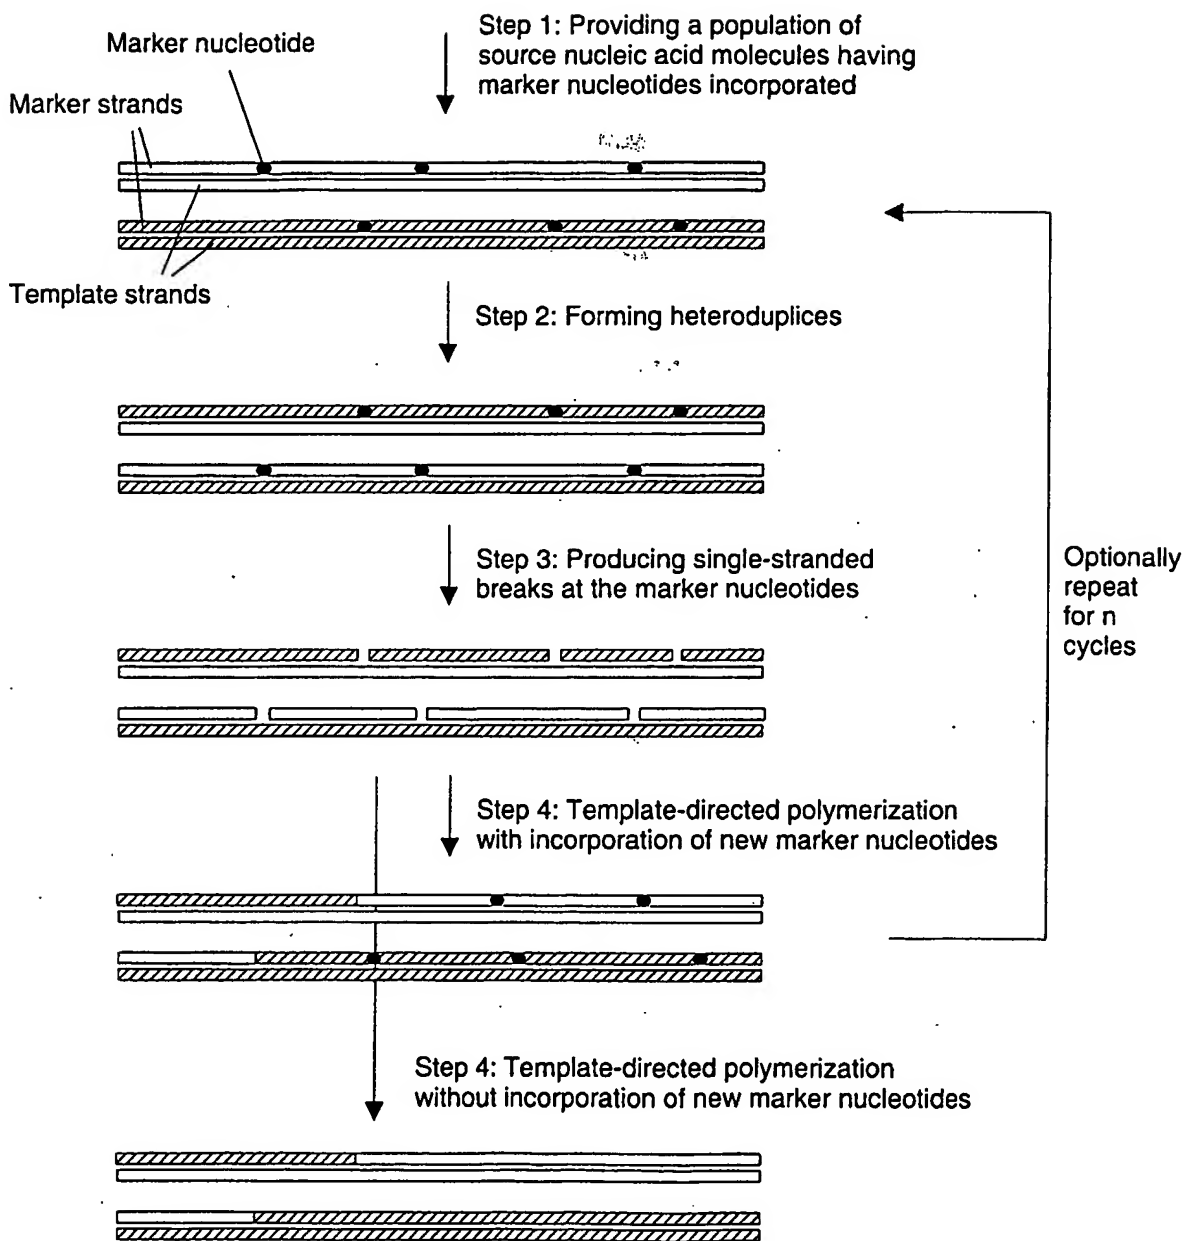 Step 1: Providing a population of
source nucleic acid molecules having
marker nucleotides incorporated
Marker nucleotide
Marker strands
Template strands
Step 2: Forming heteroduplices
Step 3: Producing single-stranded
breaks at the marker nucleotides
Optionally
repeat
for n
cycles
Step 4: Template-directed polymerization
with incorporation of new marker nucleotides
Step 4: Template-directed polymerization
without incorporation of new marker nucleotides